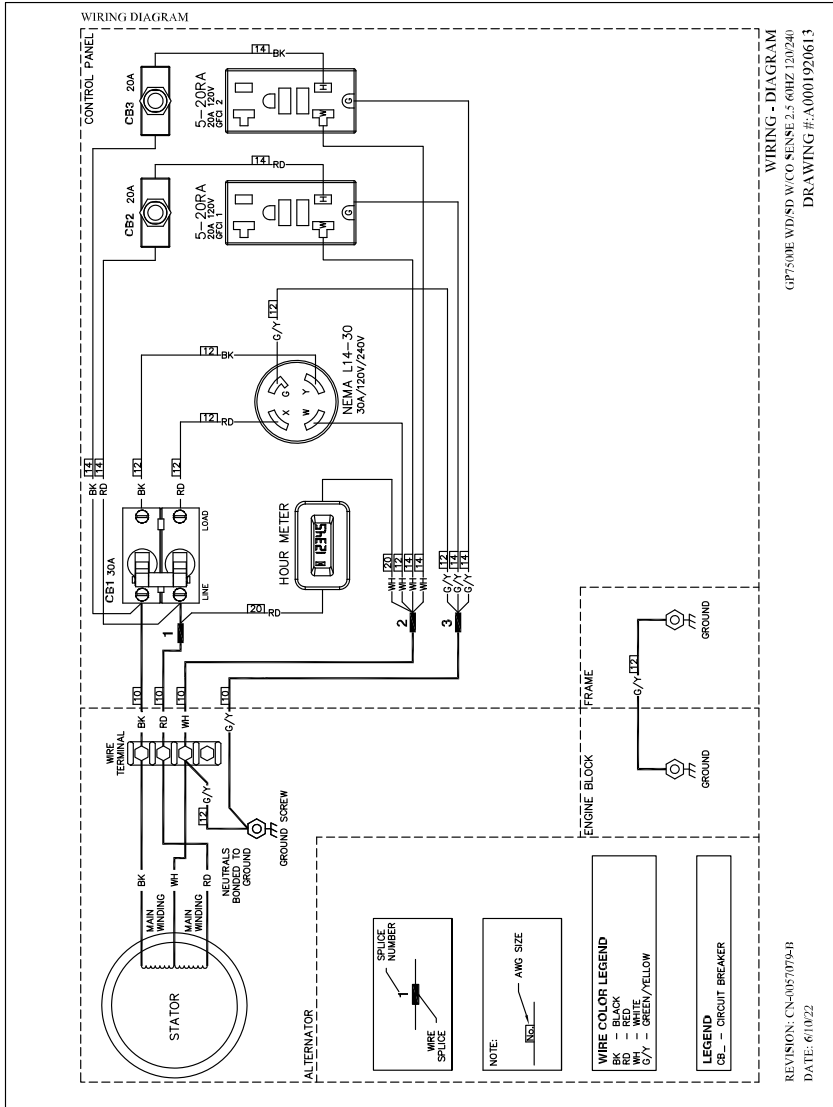 WIRING DIAGRAM
CONTROL PANEL
CB3 20A
14
BK
5-20RA
20A 120V
GFCI 2
H
W
G
CB2 20A
14
RD
5-20RA
20A 120V
GFCI 1
H
W
G
12
G/Y
12
BK
NEMA L14-30
30A/120V/240V
G
X
Y
W
12
RD
14
14
BK
RD
12
BK
12
RD
CB1 30A
LOAD
LINE
HOUR METER
12345
20
RD
20
WH
12
WH
14
WH
14
WH
12
G/Y
14
G/Y
14
G/Y
1
2
3
10
BK
10
RD
10
WH
10
G/Y
WIRE
TERMINAL
12
G/Y
GROUND SCREW
NEUTRALS
BONDED TO
GROUND
BK
WH
RD
MAIN
WINDING
MAIN
WINDING
STATOR
ALTERNATOR
ENGINE BLOCK
GROUND
FRAME
GROUND
12
G/Y
SPLICE
NUMBER
1
WIRE
SPLICE
NOTE:
No.
AWG SIZE
WIRE COLOR LEGEND
BK - BLACK
RD - RED
WH - WHITE
G/Y - GREEN/YELLOW
LEGEND
CB_ - CIRCUIT BREAKER
WIRING - DIAGRAM
GP7500E WD/SD W/CO SENSE 2.5 60HZ 120/240
DRAWING #:A0001920613
REVISION: CN-0057079-B
DATE: 6/10/22